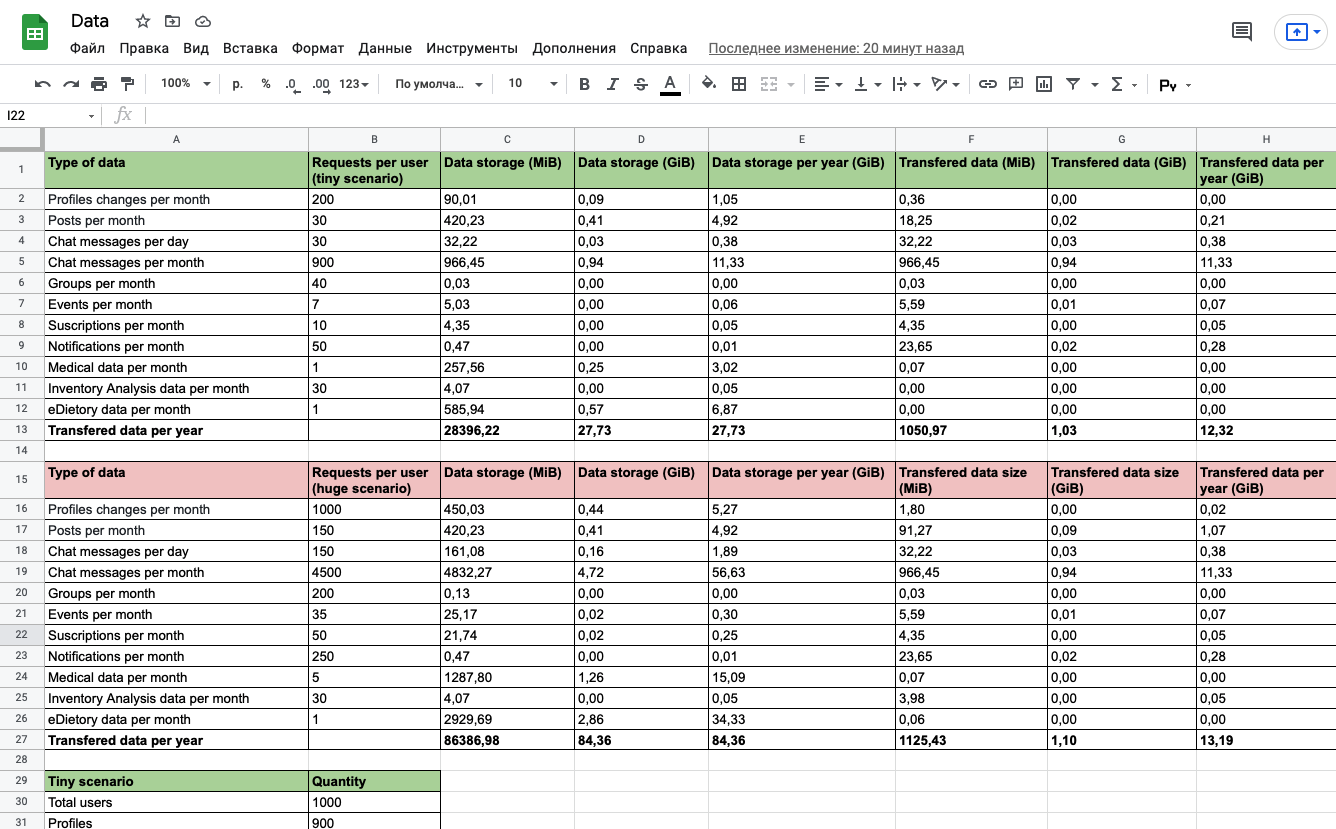 Data
Файл Правка Вид Вставка Формат Данные Инструменты Дополнения Справка Последнее изменение: 20 минут назад
100% р. % .0 .00 123 По умолча... 10 B I S A Σ Ру
I22 fx
A B C D E F G H
1 Type of data Requests per user (tiny scenario) Data storage (MiB) Data storage (GiB) Data storage per year (GiB) Transfered data (MiB) Transfered data (GiB) Transfered data per year (GiB)
2 Profiles changes per month 200 90,01 0,09 1,05 0,36 0,00 0,00
3 Posts per month 30 420,23 0,41 4,92 18,25 0,02 0,21
4 Chat messages per day 30 32,22 0,03 0,38 32,22 0,03 0,38
5 Chat messages per month 900 966,45 0,94 11,33 966,45 0,94 11,33
6 Groups per month 40 0,03 0,00 0,00 0,03 0,00 0,00
7 Events per month 7 5,03 0,00 0,06 5,59 0,01 0,07
8 Suscriptions per month 10 4,35 0,00 0,05 4,35 0,00 0,05
9 Notifications per month 50 0,47 0,00 0,01 23,65 0,02 0,28
10 Medical data per month 1 257,56 0,25 3,02 0,07 0,00 0,00
11 Inventory Analysis data per month 30 4,07 0,00 0,05 0,00 0,00 0,00
12 eDietory data per month 1 585,94 0,57 6,87 0,00 0,00 0,00
13 Transfered data per year 28396,22 27,73 27,73 1050,97 1,03 12,32
14
15 Type of data Requests per user (huge scenario) Data storage (MiB) Data storage (GiB) Data storage per year (GiB) Transfered data size (MiB) Transfered data size (GiB) Transfered data per year (GiB)
16 Profiles changes per month 1000 450,03 0,44 5,27 1,80 0,00 0,02
17 Posts per month 150 420,23 0,41 4,92 91,27 0,09 1,07
18 Chat messages per day 150 161,08 0,16 1,89 32,22 0,03 0,38
19 Chat messages per month 4500 4832,27 4,72 56,63 966,45 0,94 11,33
20 Groups per month 200 0,13 0,00 0,00 0,03 0,00 0,00
21 Events per month 35 25,17 0,02 0,30 5,59 0,01 0,07
22 Suscriptions per month 50 21,74 0,02 0,25 4,35 0,00 0,05
23 Notifications per month 250 0,47 0,00 0,01 23,65 0,02 0,28
24 Medical data per month 5 1287,80 1,26 15,09 0,07 0,00 0,00
25 Inventory Analysis data per month 30 4,07 0,00 0,05 3,98 0,00 0,05
26 eDietory data per month 1 2929,69 2,86 34,33 0,06 0,00 0,00
27 Transfered data per year 86386,98 84,36 84,36 1125,43 1,10 13,19
28
29 Tiny scenario Quantity
30 Total users 1000
31 Profiles 900